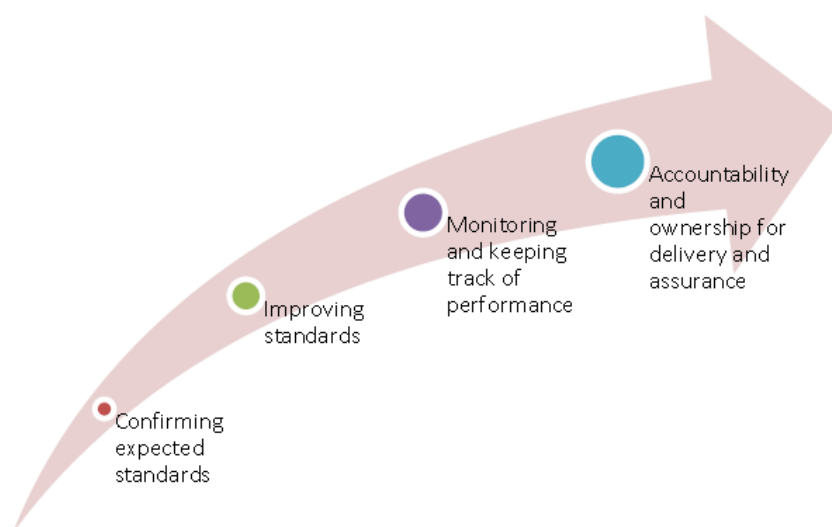 Accountability
and
ownership for
delivery and
assurance
Monitoring
and keeping
track of
performance
Improving
standards
Confirming
expected
standards